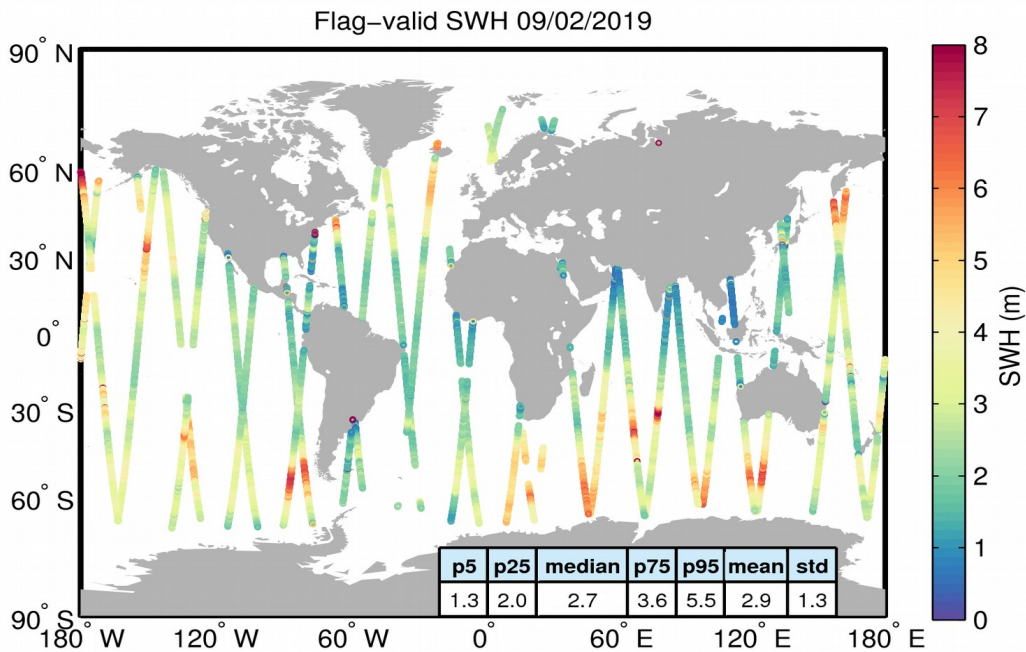 Flag−valid SWH 09/02/2019
90° N
60° N
30° N
0°
30° S
60° S
90° S
180° W
120° W
60° W
0°
60° E
120° E
180° E
8
7
6
5
4
3
2
1
0
SWH (m)
p5 p25 median p75 p95 mean std
1.3 2.0 2.7 3.6 5.5 2.9 1.3